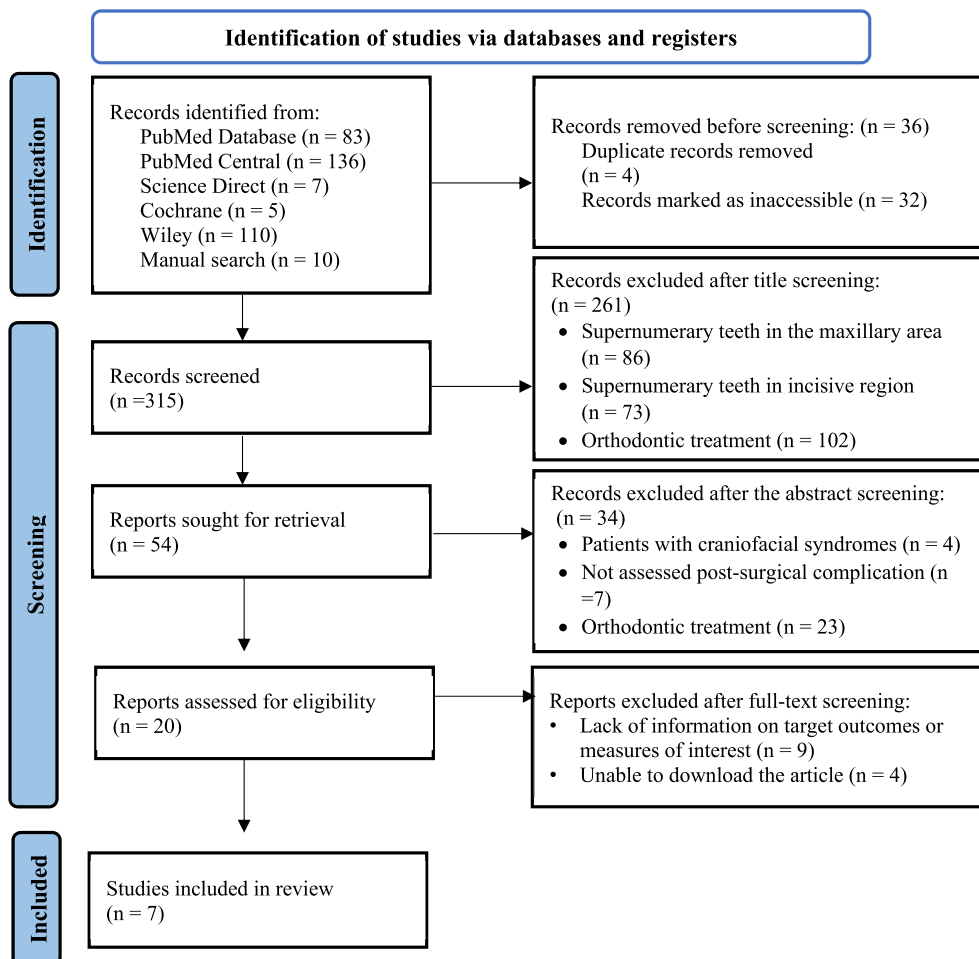 Identification of studies via databases and registers
Identification
Records identified from:
PubMed Database (n = 83)
PubMed Central (n = 136)
Science Direct (n = 7)
Cochrane (n = 5)
Wiley (n = 110)
Manual search (n = 10)
Records removed before screening: (n = 36)
Duplicate records removed
(n = 4)
Records marked as inaccessible (n = 32)
Screening
Records screened
(n =315)
Records excluded after title screening:
(n = 261)
• Supernumerary teeth in the maxillary area
(n = 86)
• Supernumerary teeth in incisive region
(n = 73)
• Orthodontic treatment (n = 102)
Reports sought for retrieval
(n = 54)
Records excluded after the abstract screening:
(n = 34)
• Patients with craniofacial syndromes (n = 4)
• Not assessed post-surgical complication (n
=7)
• Orthodontic treatment (n = 23)
Reports assessed for eligibility
(n = 20)
Reports excluded after full-text screening:
• Lack of information on target outcomes or
measures of interest (n = 9)
• Unable to download the article (n = 4)
Included
Studies included in review
(n = 7)